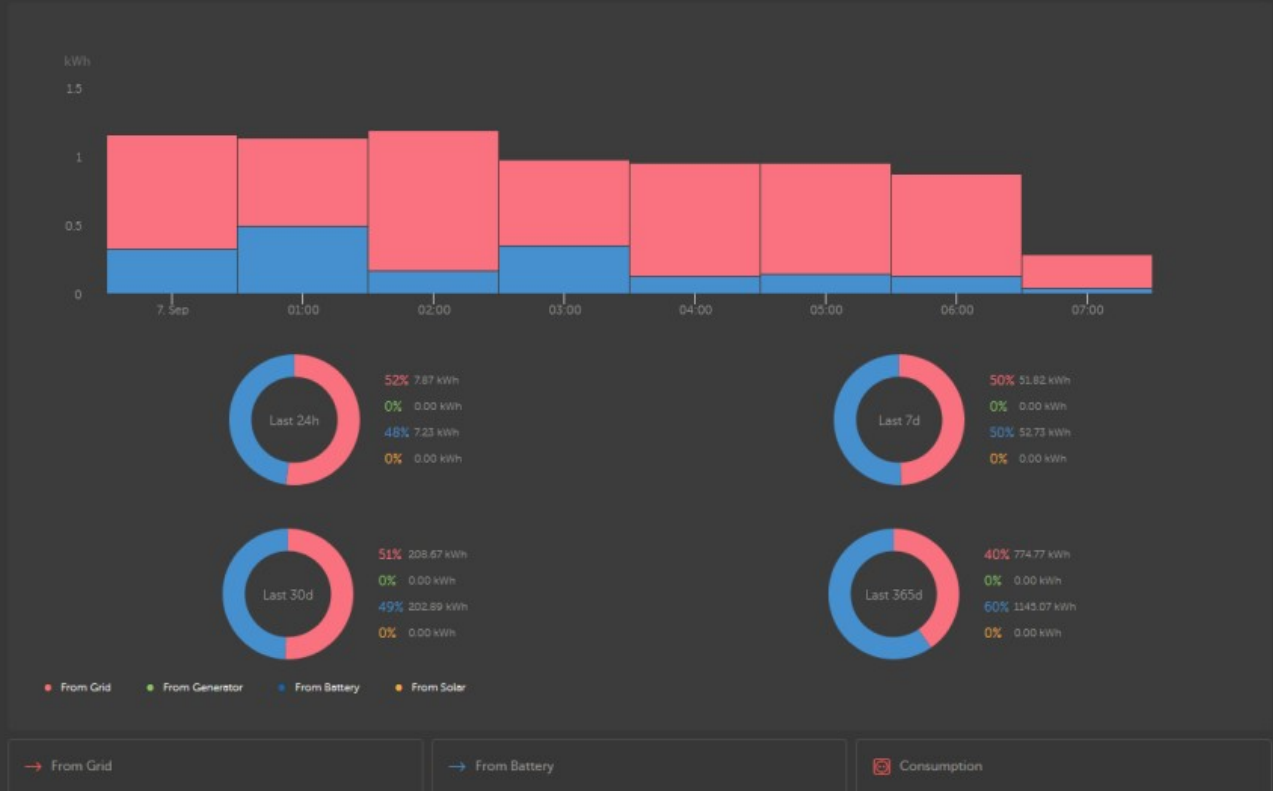 kWh
1.5
1
0.5
0
7. Sep 01:00 02:00 03:00 04:00 05:00 06:00 07:00
Last 24h
52% 7.87 kWh
0% 0.00 kWh
48% 7.23 kWh
0% 0.00 kWh
Last 7d
50% 51.82 kWh
0% 0.00 kWh
50% 52.73 kWh
0% 0.00 kWh
Last 30d
51% 208.67 kWh
0% 0.00 kWh
49% 202.89 kWh
0% 0.00 kWh
Last 365d
40% 774.77 kWh
0% 0.00 kWh
60% 1145.07 kWh
0% 0.00 kWh
From Grid From Generator From Battery From Solar
From Grid
From Battery
Consumption